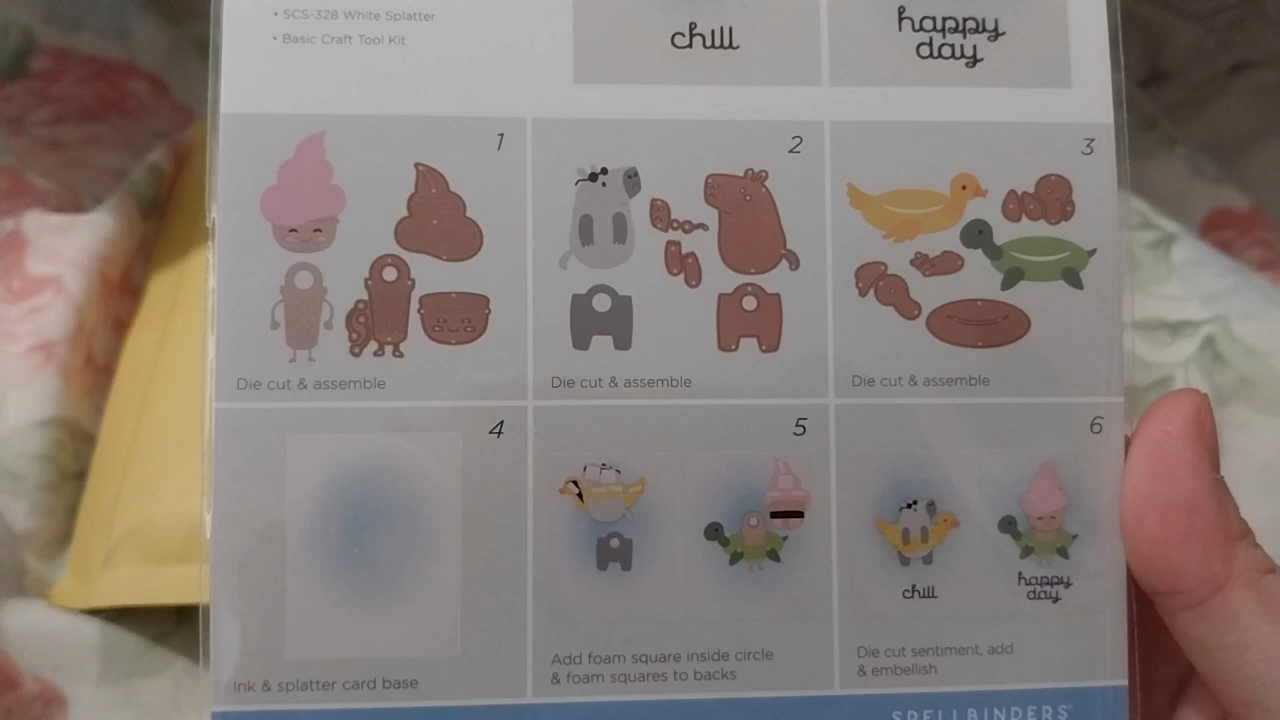 • SCS-328 White Splatter
• Basic Craft Tool Kit
chill
happy
day
1
2
3
Die cut & assemble
Die cut & assemble
Die cut & assemble
4
5
6
chill
happy
day
Ink & splatter card base
Add foam square inside circle
& foam squares to backs
Die cut sentiment, add
& embellish
SPELLBINDERS®